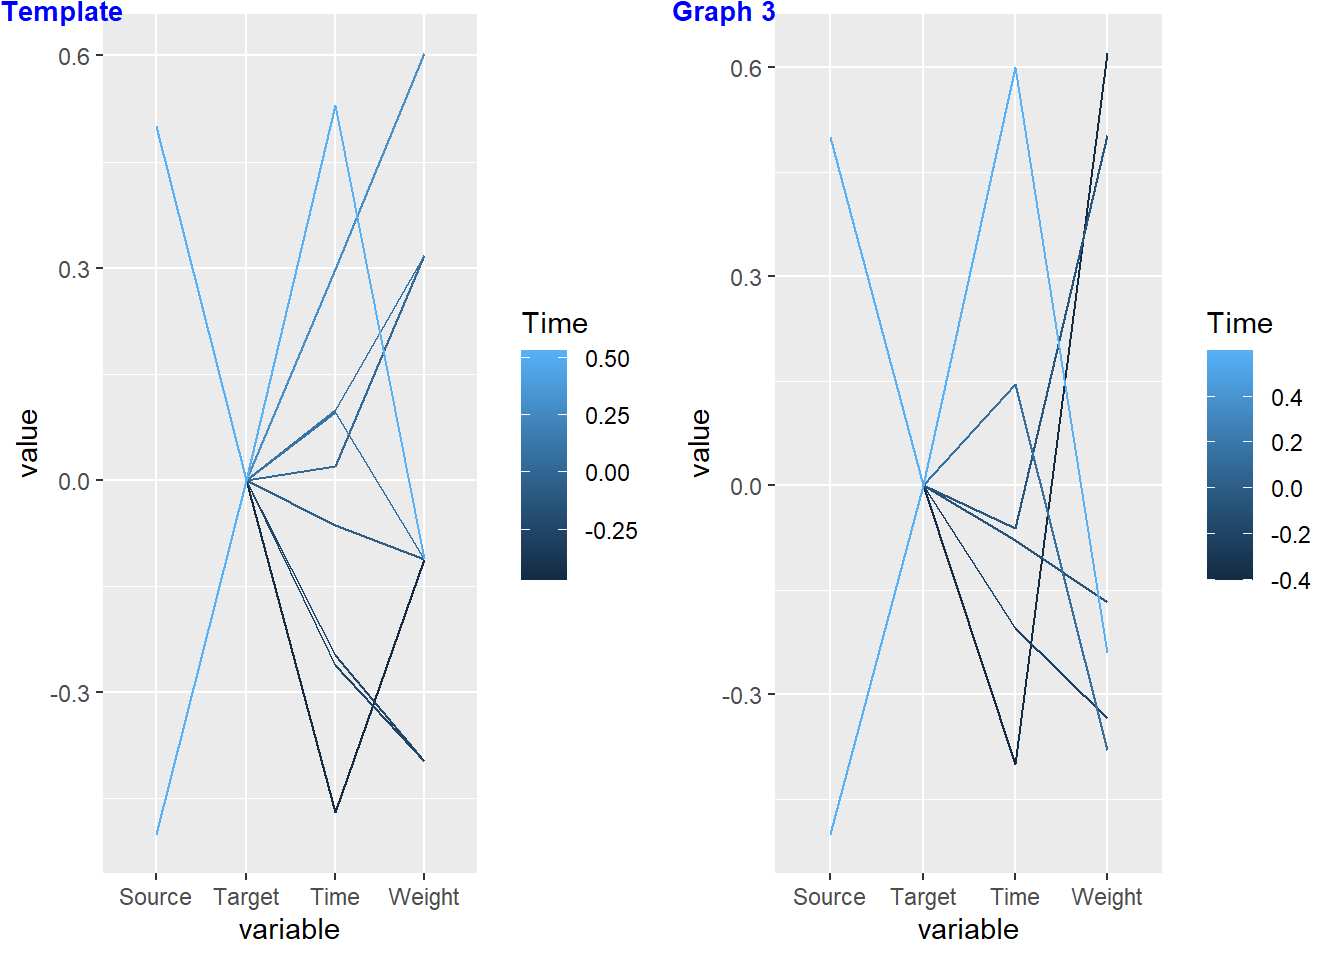 Template
0.6
0.3
0.0
-0.3
value
Source Target Time Weight
variable
Time
0.50
0.25
0.00
-0.25
Graph 3
0.6
0.3
0.0
-0.3
value
Source Target Time Weight
variable
Time
0.4
0.2
0.0
-0.2
-0.4